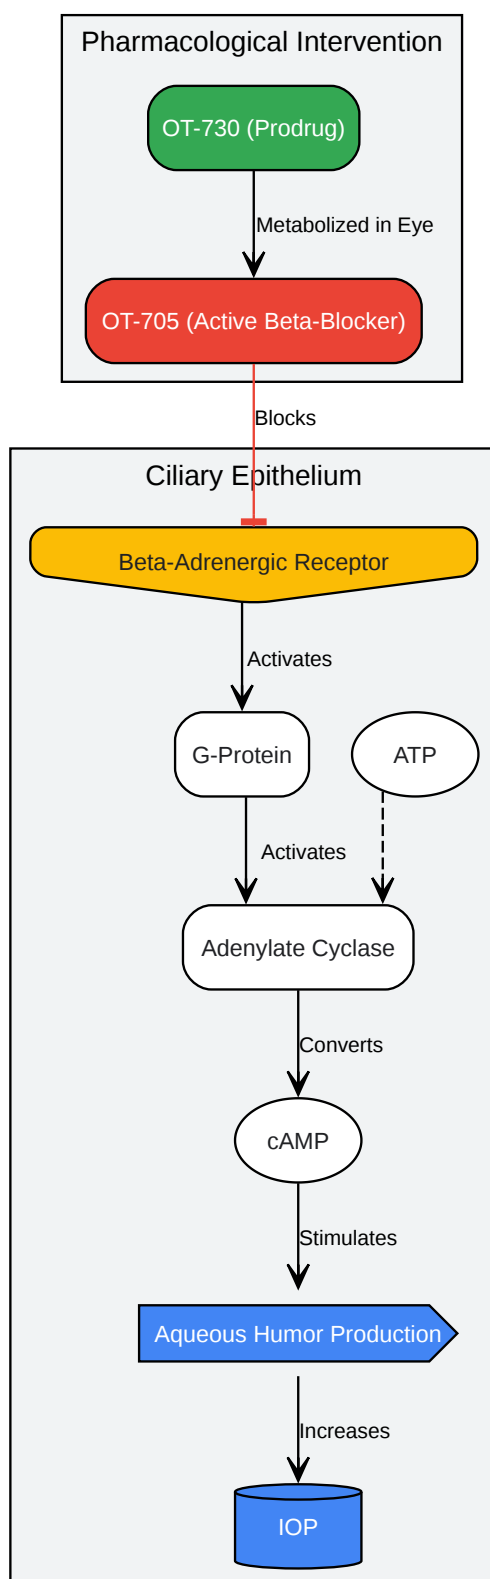 Pharmacological Intervention
OT-730 (Prodrug)
Metabolized in Eye
OT-705 (Active Beta-Blocker)
Blocks
Ciliary Epithelium
Beta-Adrenergic Receptor
Activates
G-Protein
ATP
Activates
Adenylate Cyclase
Converts
cAMP
Stimulates
Aqueous Humor Production
Increases
IOP